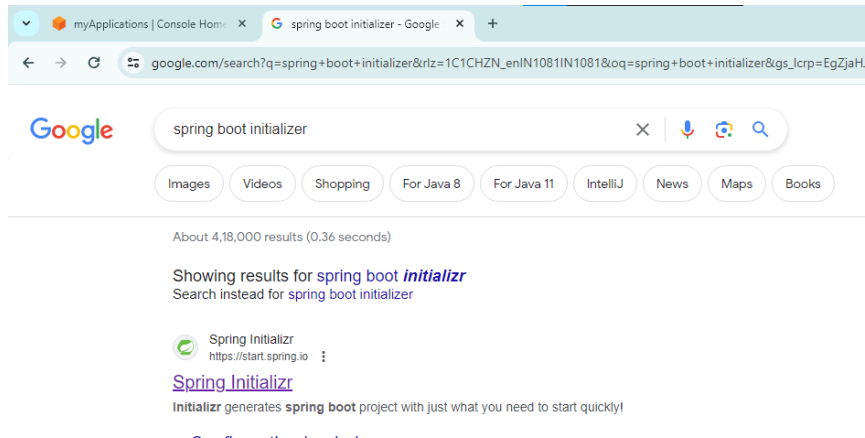 myApplications | Console Home
spring boot initializer - Google
google.com/search?q=spring+boot+initializer&rlz=1C1CHZN_enIN1081IN1081&oq=spring+boot+initializer&gs_lcrp=EgZjaH
Google
spring boot initializer
Images Videos Shopping For Java 8 For Java 11 IntelliJ News Maps Books
About 4,18,000 results (0.36 seconds)
Showing results for spring boot initializr
Search instead for spring boot initializer
Spring Initializr
https://start.spring.io
Spring Initializr
Initializr generates spring boot project with just what you need to start quickly!